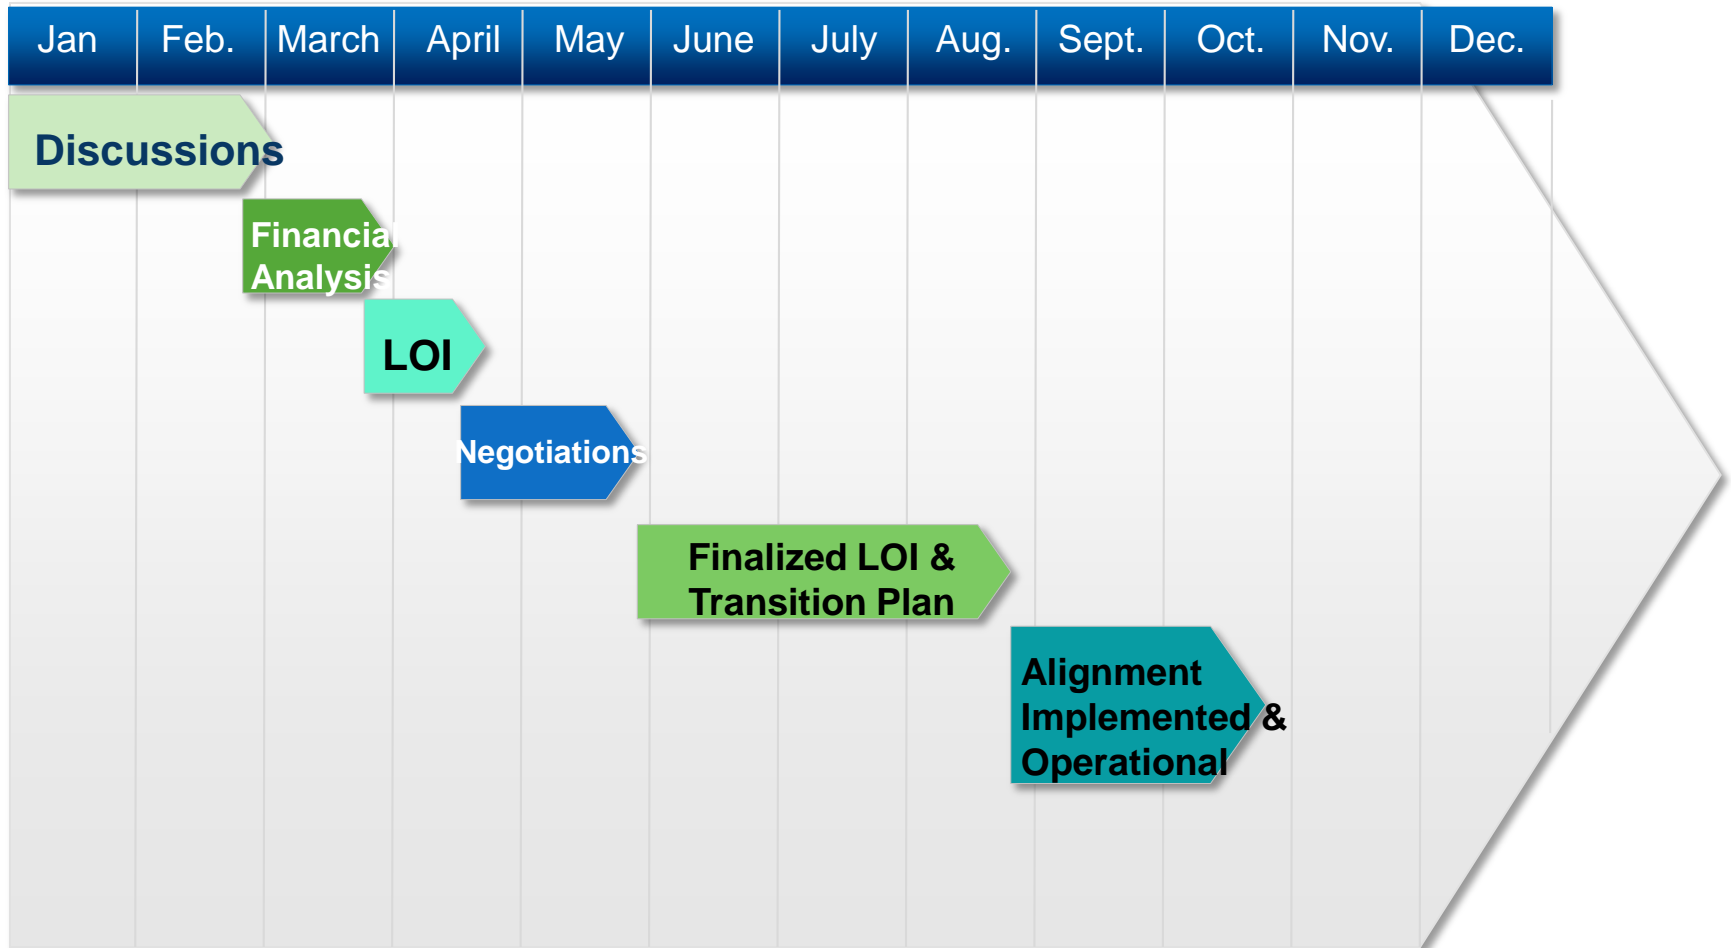 Jan Feb. March April May June July Aug. Sept. Oct. Nov. Dec.
Discussions
Financial
Analysis
LOI
Negotiations
Finalized LOI &
Transition Plan
Alignment
Implemented &
Operational